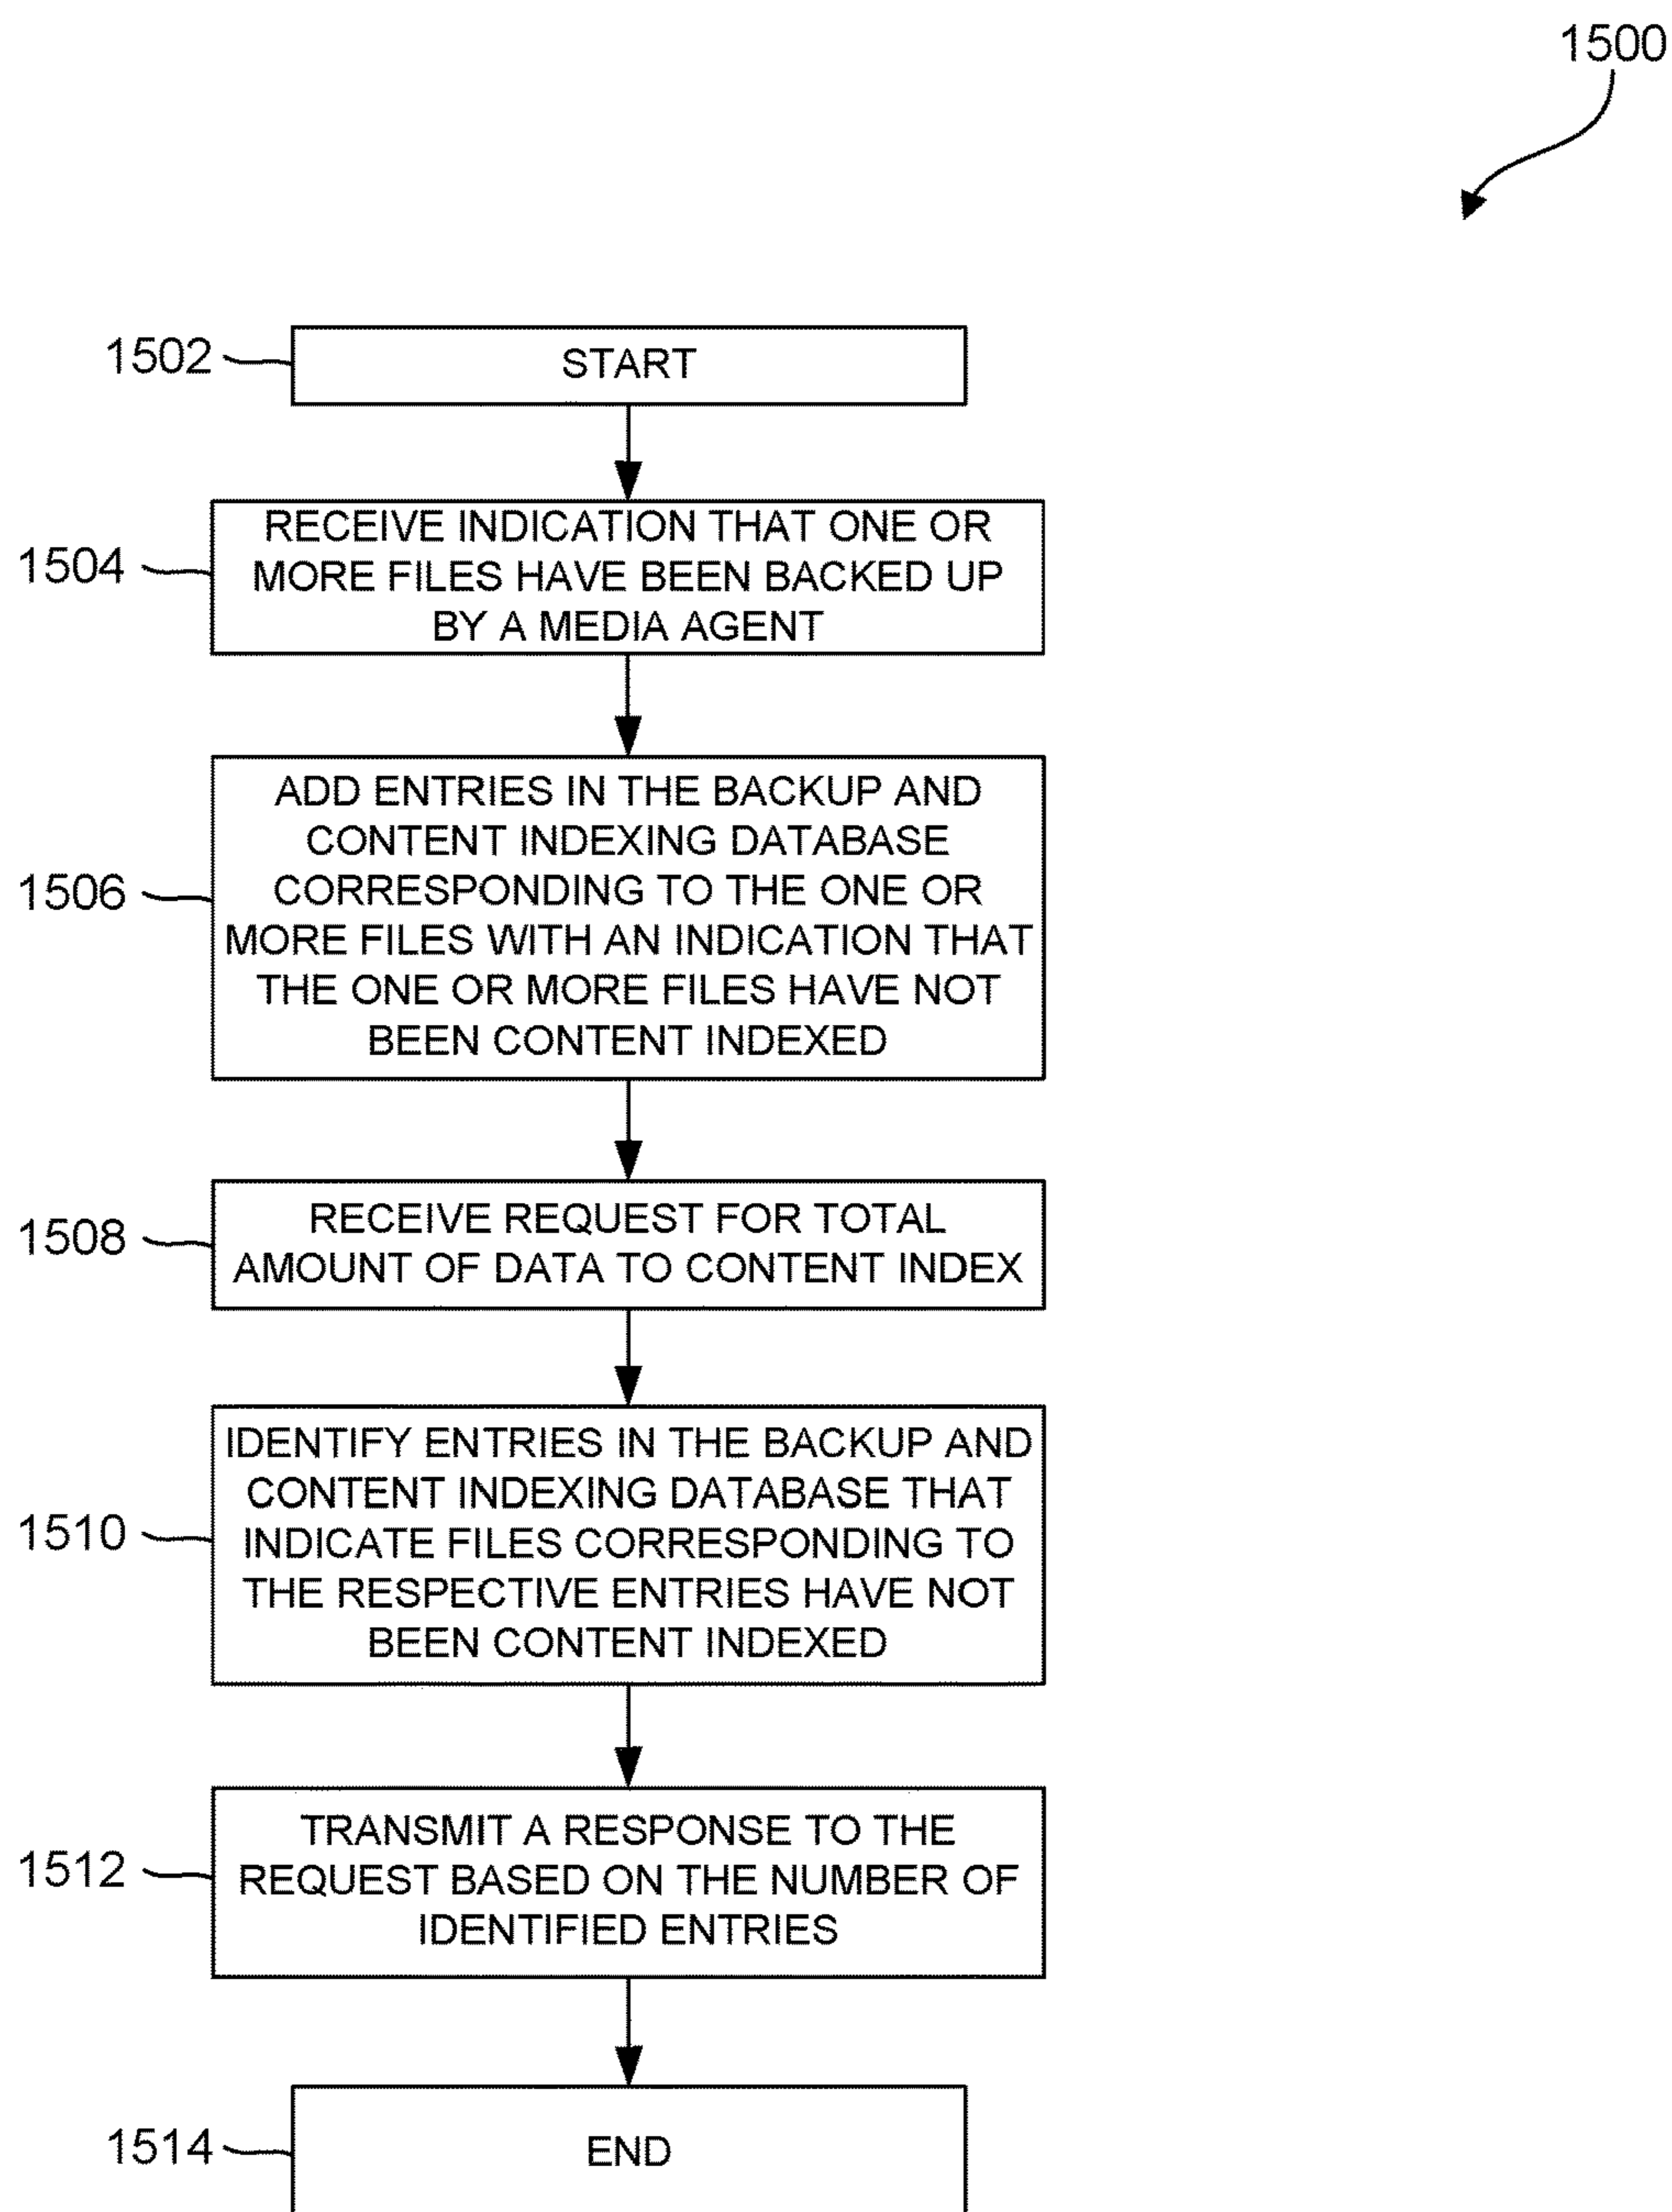 1500
1502
START
1504
RECEIVE INDICATION THAT ONE OR
MORE FILES HAVE BEEN BACKED UP
BY A MEDIA AGENT
1506
ADD ENTRIES IN THE BACKUP AND
CONTENT INDEXING DATABASE
CORRESPONDING TO THE ONE OR
MORE FILES WITH AN INDICATION THAT
THE ONE OR MORE FILES HAVE NOT
BEEN CONTENT INDEXED
1508
RECEIVE REQUEST FOR TOTAL
AMOUNT OF DATA TO CONTENT INDEX
1510
IDENTIFY ENTRIES IN THE BACKUP AND
CONTENT INDEXING DATABASE THAT
INDICATE FILES CORRESPONDING TO
THE RESPECTIVE ENTRIES HAVE NOT
BEEN CONTENT INDEXED
1512
TRANSMIT A RESPONSE TO THE
REQUEST BASED ON THE NUMBER OF
IDENTIFIED ENTRIES
1514
END